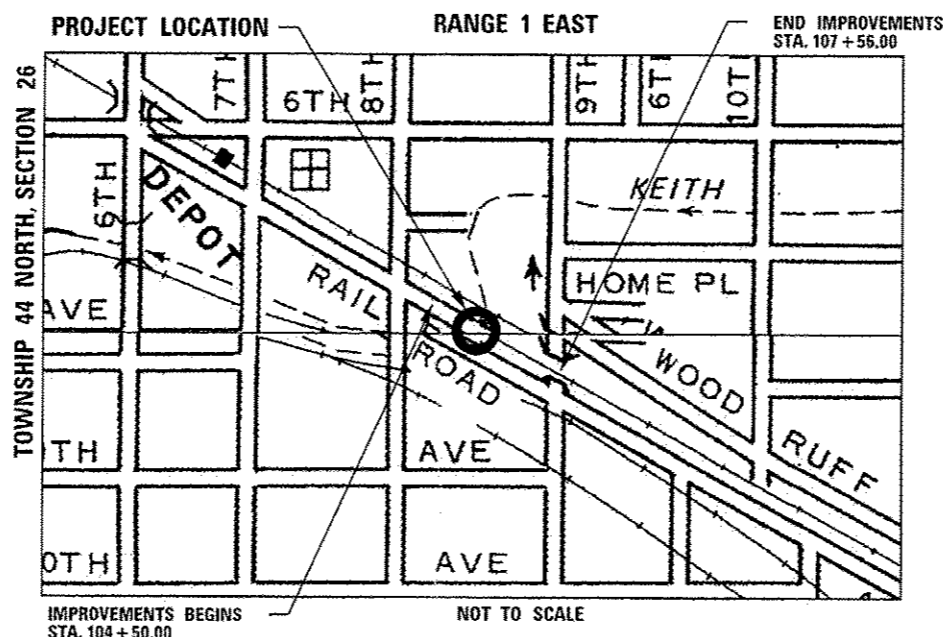 PROJECT LOCATION
RANGE 1 EAST
END IMPROVEMENTS
STA. 107 + 56.00
TOWNSHIP 44 NORTH, SECTION 26
7TH
6TH
8TH
9TH
6TH
10TH
6TH
DEPOT
KEITH
HOME PL
AVE
RAIL
ROAD
WOOD
RUFF
TH
AVE
0TH
AVE
IMPROVEMENTS BEGINS
STA. 104 + 50.00
NOT TO SCALE